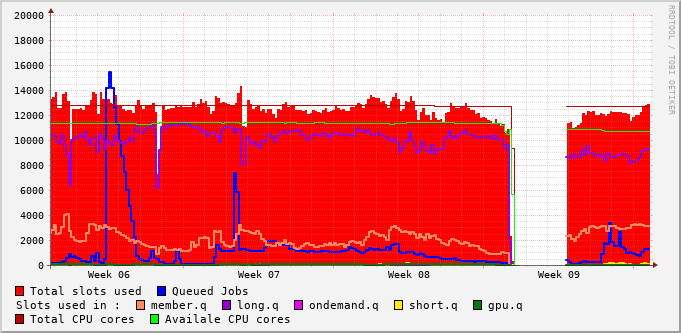 20000
18000
16000
14000
12000
10000
8000
6000
4000
2000
0
Week 06 Week 07 Week 08 Week 09
Total slots used Queued Jobs
Slots used in : member.q long.q ondemand.q short.q gpu.q
Total CPU cores Availale CPU cores
RRDTOOL / TOBI OETIKER